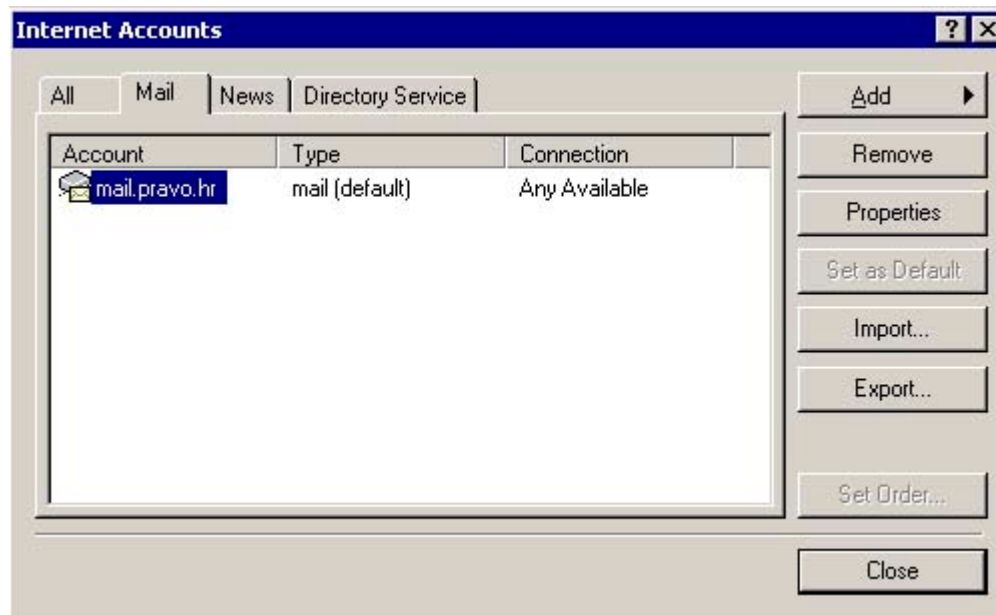 Internet Accounts
All Mail News Directory Service
Add
Account Type Connection
Remove
mail.pravo.hr mail (default) Any Available
Properties
Set as Default
Import...
Export...
Set Order...
Close